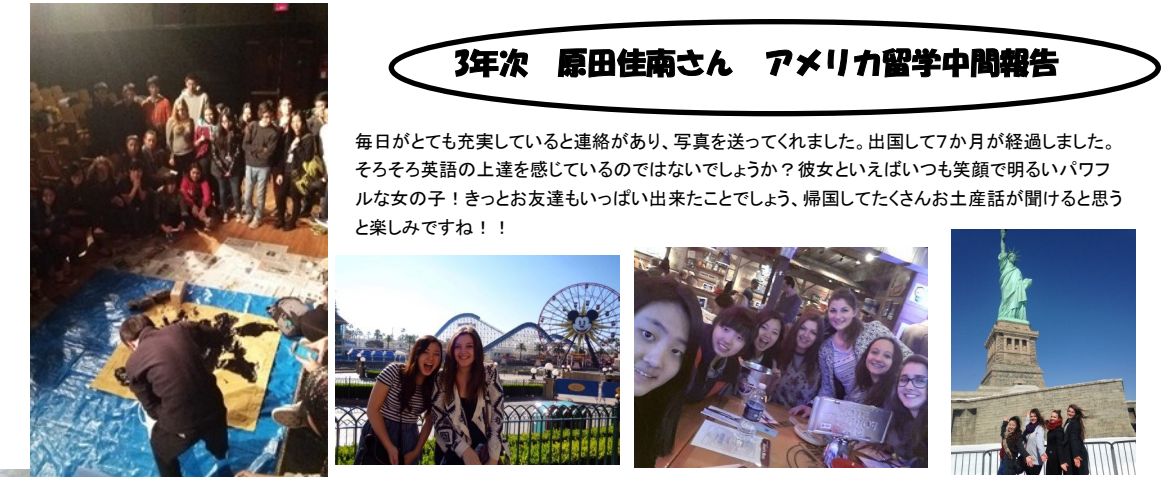 3年次　原田佳南さん　アメリカ留学中間報告
毎日がとても充実していると連絡があり、写真を送ってくれました。出国して７か月が経過しました。
そろそろ英語の上達を感じているのではないでしょうか？彼女といえばいつも笑顔で明るいパワフ
ルな女の子！きっとお友達もいっぱい出来たことでしょう、帰国してたくさんお土産話が聞けると思う
と楽しみですね！！